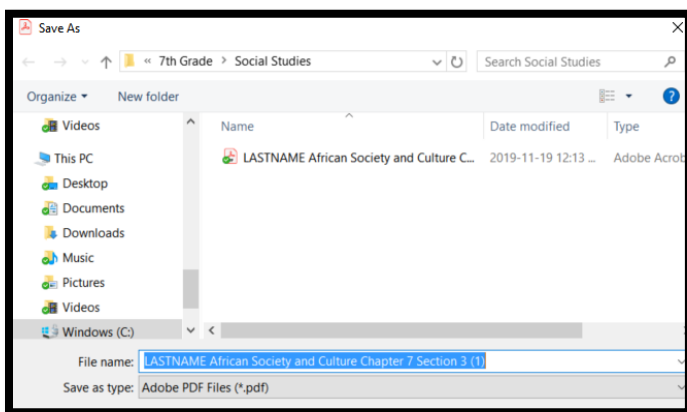 Save As
« 7th Grade > Social Studies
Search Social Studies
Organize
New folder
Name
Date modified
Type
Videos
LASTNAME African Society and Culture C...
2019-11-19 12:13 ...
Adobe Acrob
This PC
Desktop
Documents
Downloads
Music
Pictures
Videos
Windows (C:)
File name: LASTNAME African Society and Culture Chapter 7 Section 3 (1)
Save as type: Adobe PDF Files (*.pdf)